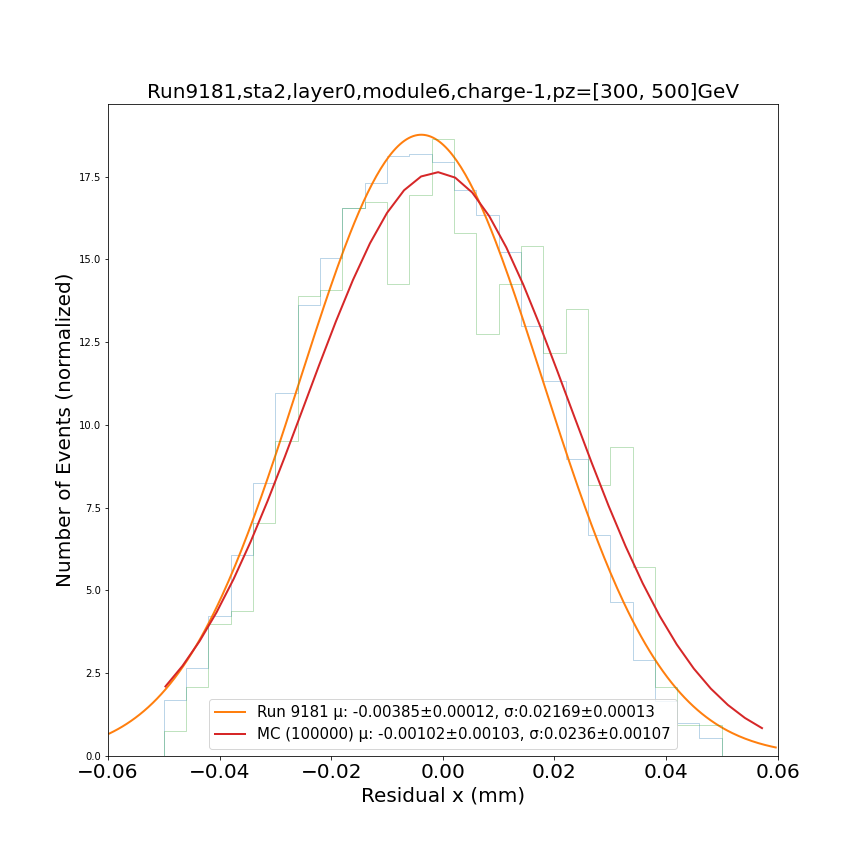 Run9181,sta2,layer0,module6,charge-1,pz=[300, 500]GeV
Number of Events (normalized)
17.5
15.0
12.5
10.0
7.5
5.0
2.5
0.0
Run 9181 μ: -0.00385±0.00012, σ:0.02169±0.00013
MC (100000) μ: -0.00102±0.00103, σ:0.0236±0.00107
−0.06 −0.04 −0.02 0.00 0.02 0.04 0.06
Residual x (mm)